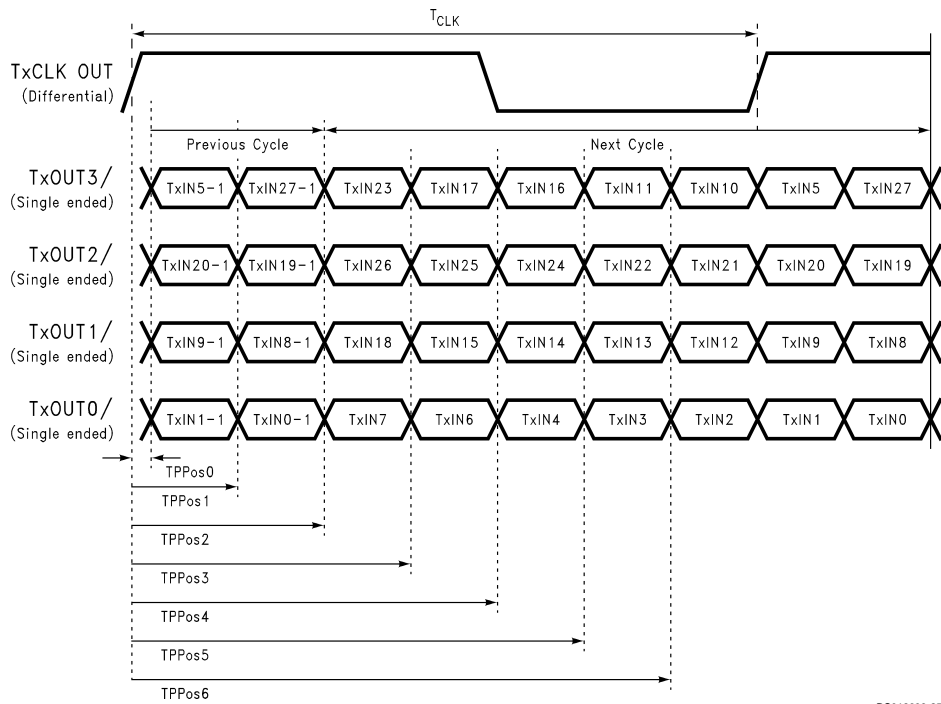 TCLK
TxCLK OUT
(Differential)
Previous Cycle
Next Cycle
TxOUT3/
(Single ended)
TxIN5-1 TxIN27-1 TxIN23 TxIN17 TxIN16 TxIN11 TxIN10 TxIN5 TxIN27
TxOUT2/
(Single ended)
TxIN20-1 TxIN19-1 TxIN26 TxIN25 TxIN24 TxIN22 TxIN21 TxIN20 TxIN19
TxOUT1/
(Single ended)
TxIN9-1 TxIN8-1 TxIN18 TxIN15 TxIN14 TxIN13 TxIN12 TxIN9 TxIN8
TxOUT0/
(Single ended)
TxIN1-1 TxIN0-1 TxIN7 TxIN6 TxIN4 TxIN3 TxIN2 TxIN1 TxIN0
TPPos0
TPPos1
TPPos2
TPPos3
TPPos4
TPPos5
TPPos6